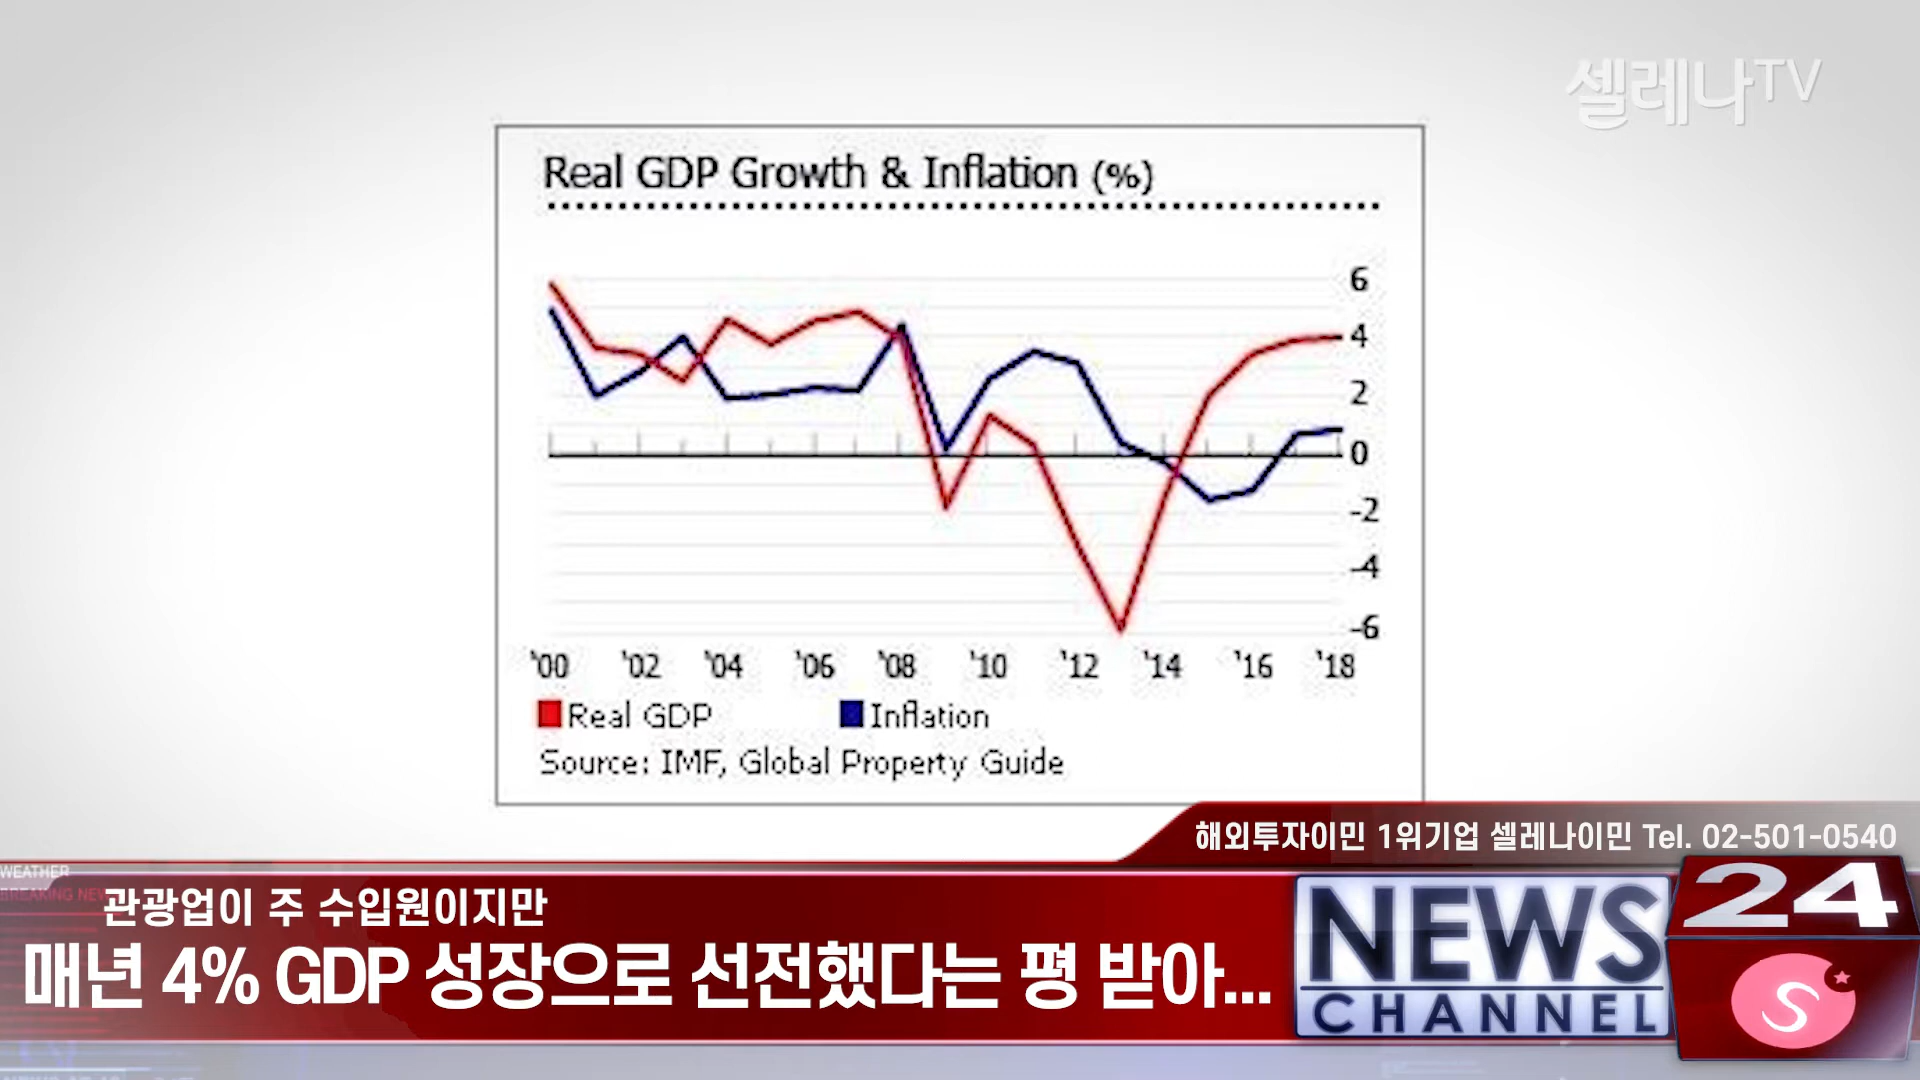 셀레나TV
Real GDP Growth & Inflation (%)
6
4
2
0
-2
-4
-6
'00 '02 '04 '06 '08 '10 '12 '14 '16 '18
Real GDP Inflation
Source: IMF, Global Property Guide
해외투자이민 1위기업 셀레나이민 Tel. 02-501-0540
WEATHER
BREAKING NEW
관광업이 주 수입원이지만
매년 4% GDP 성장으로 선전했다는 평 받아...
NEWS
CHANNEL
24
S